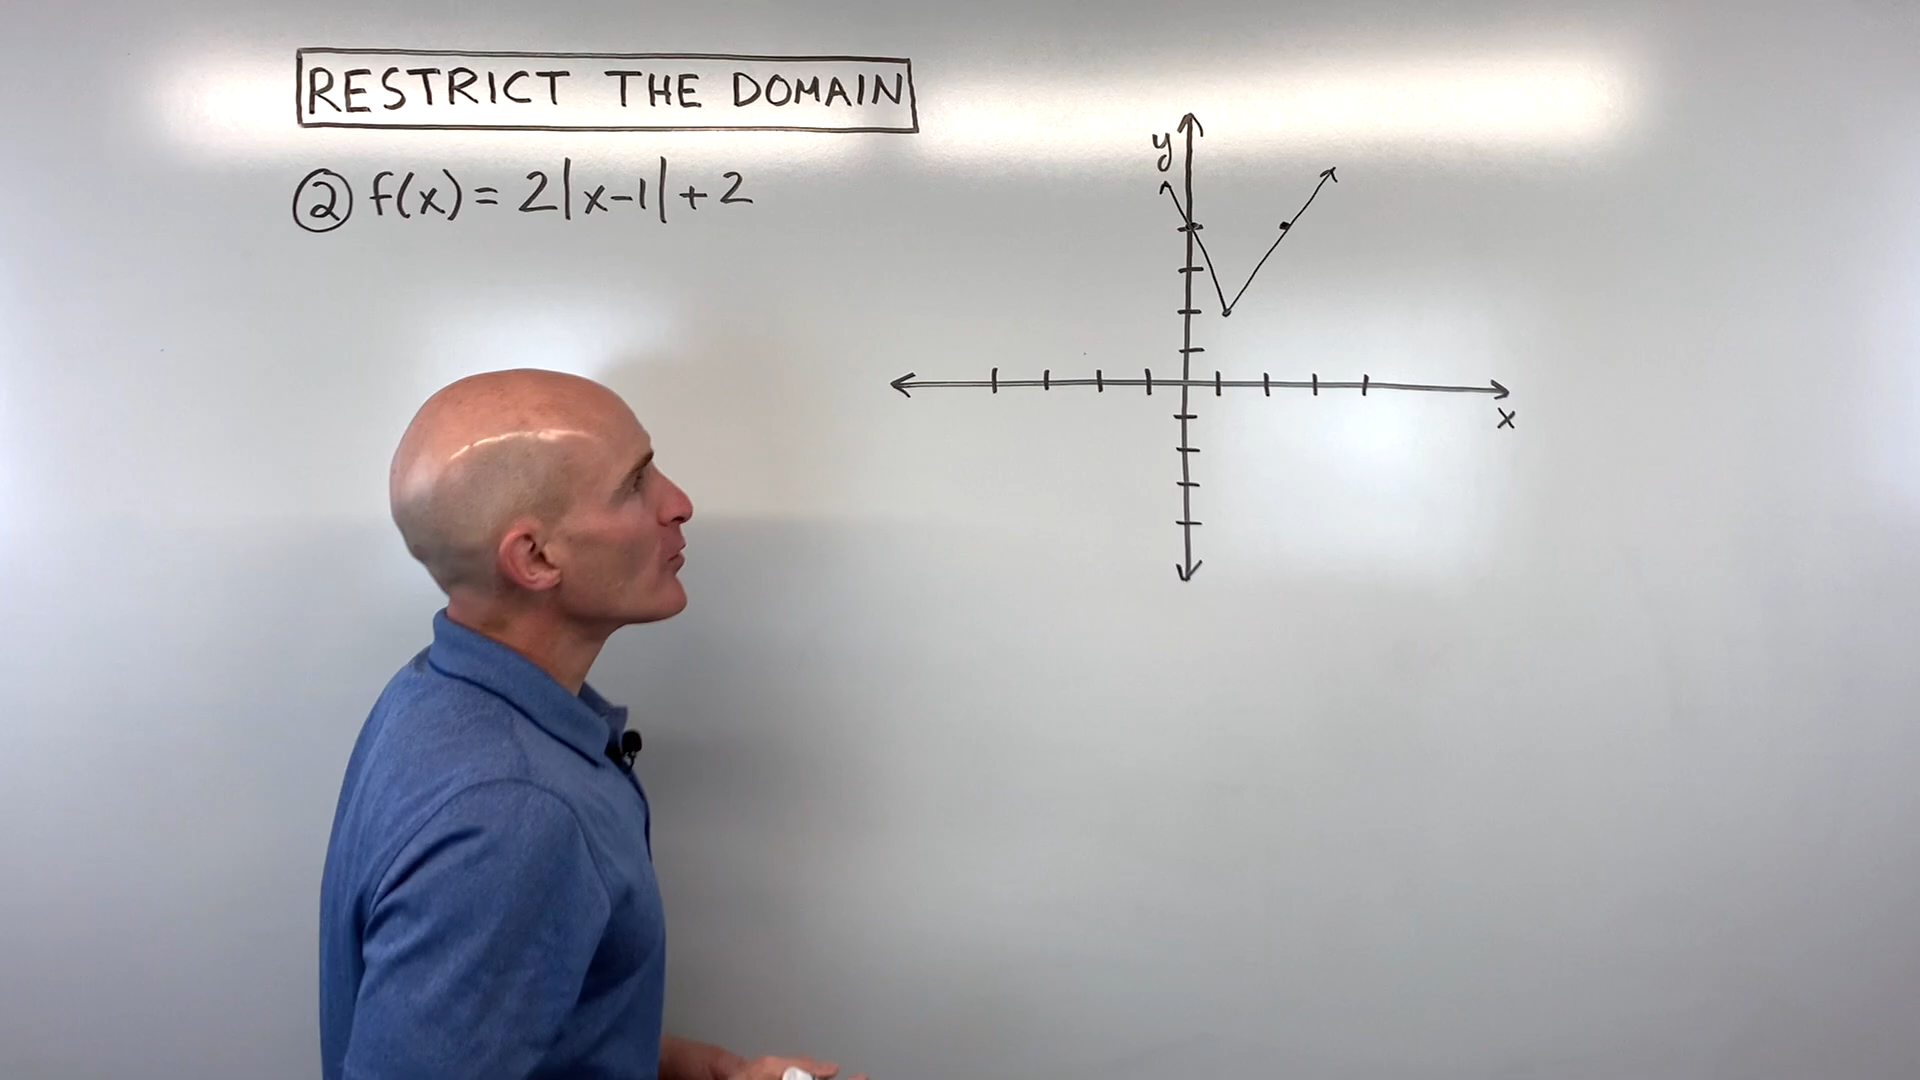 RESTRICT THE DOMAIN
② f(x) = 2|x-1| + 2
y
x